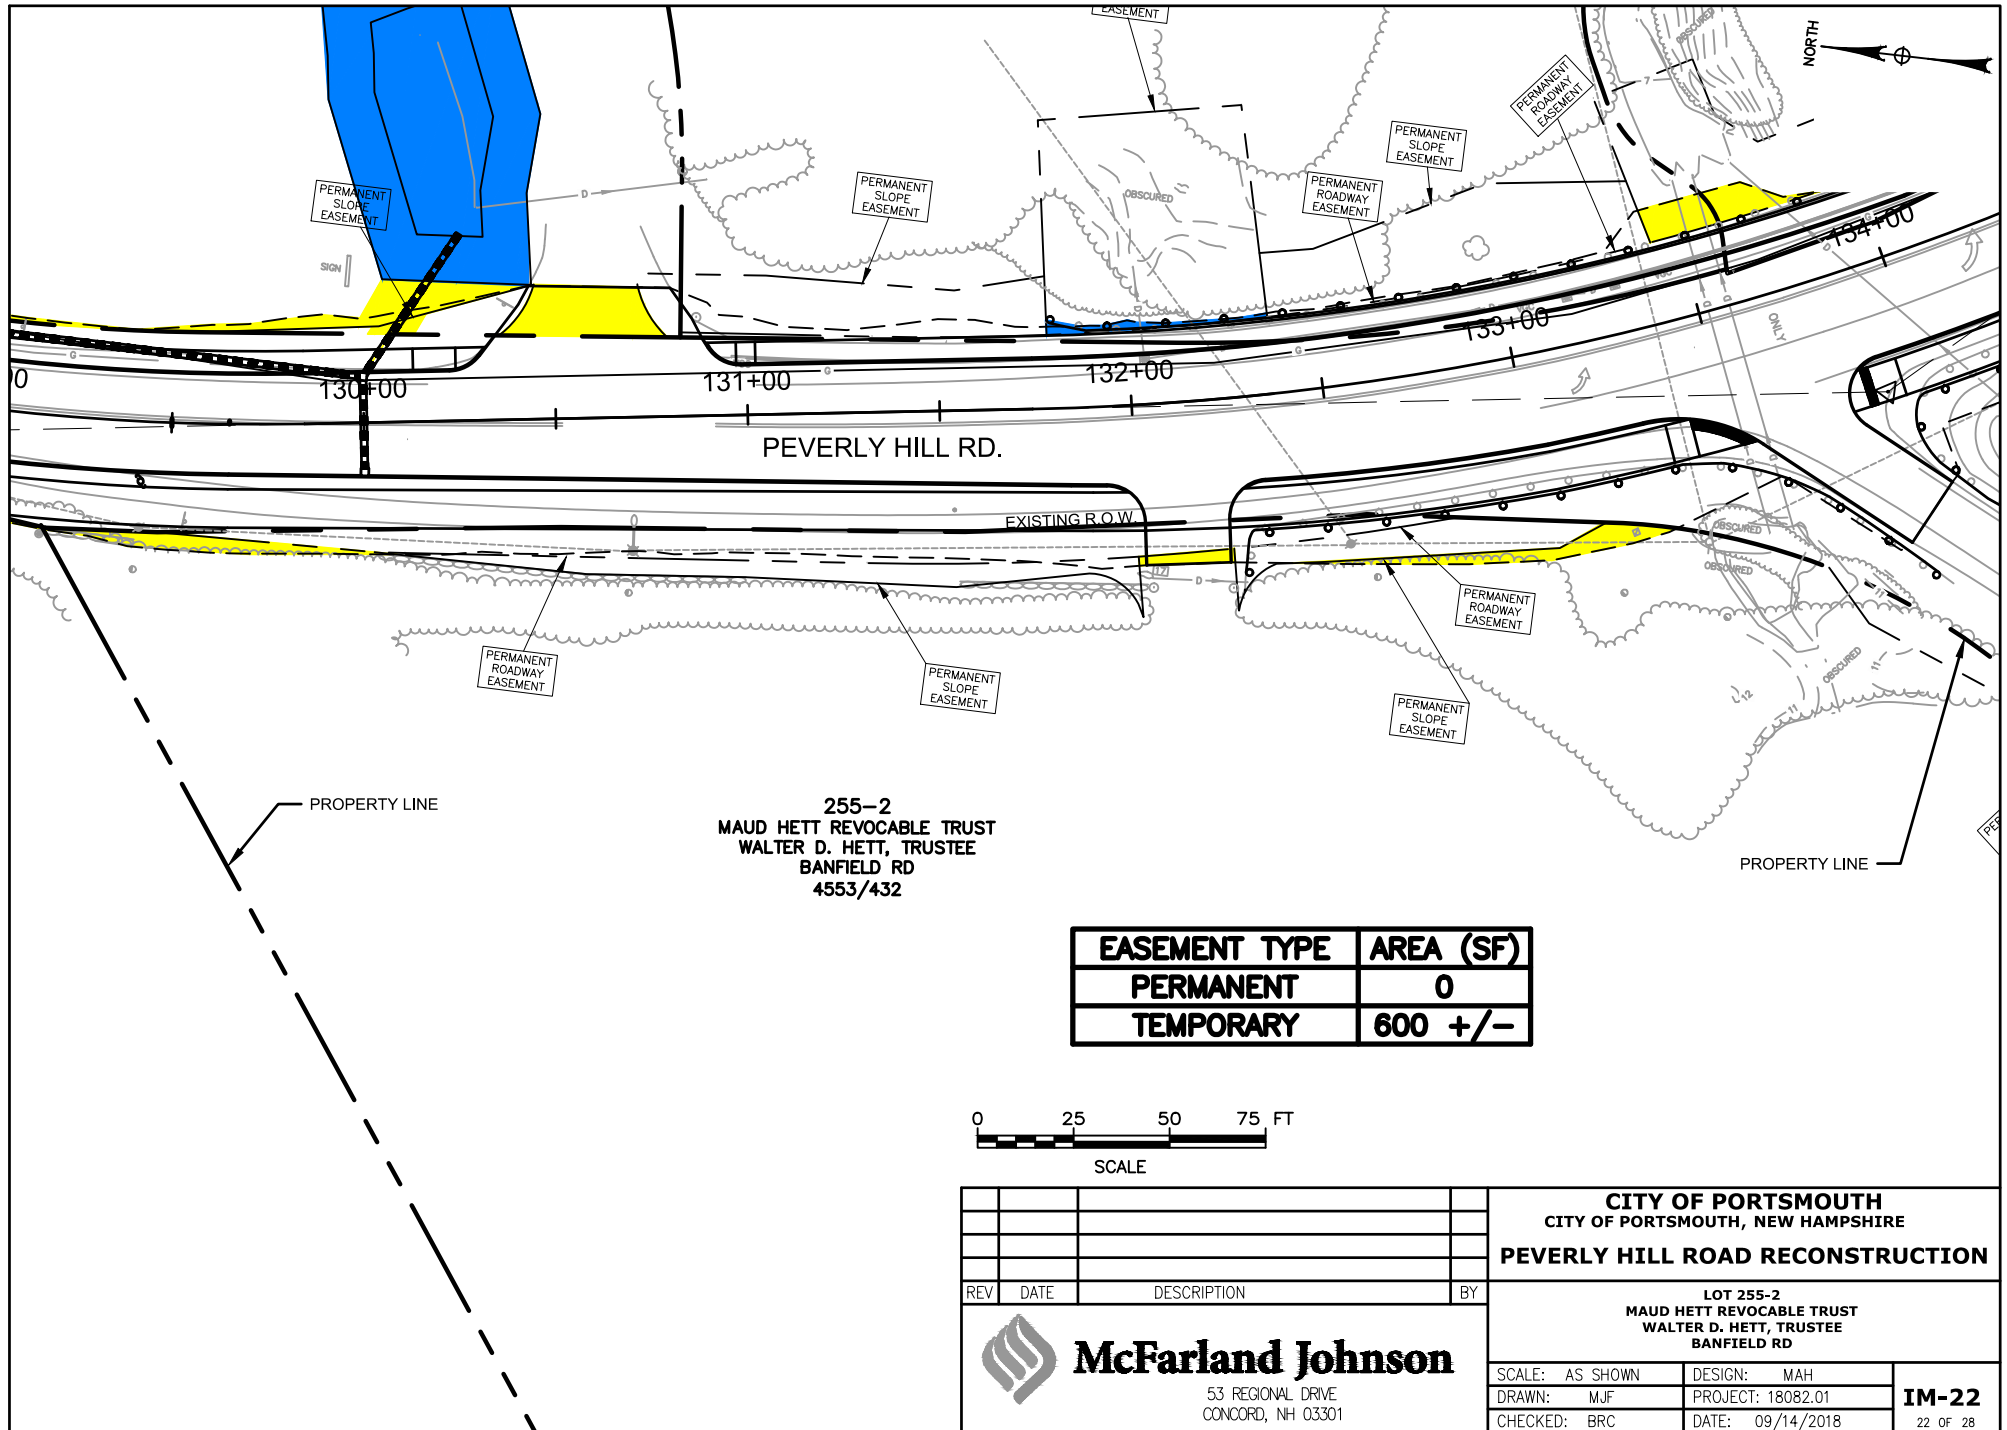 EASEMENT
NORTH
OBSCURED
PERMANENT
ROADWAY
EASEMENT
PERMANENT
SLOPE
EASEMENT
PERMANENT
SLOPE
EASEMENT
PERMANENT
SLOPE
EASEMENT
PERMANENT
ROADWAY
EASEMENT
OBSCURED
7
12
D
SIGN
134+00
133+00
ONLY
G
130+00
131+00
132+00
PEVERLY HILL RD.
EXISTING R.O.W.
OBSCURED
OBSCURED
17
D
PERMANENT
ROADWAY
EASEMENT
PERMANENT
ROADWAY
EASEMENT
PERMANENT
SLOPE
EASEMENT
PERMANENT
SLOPE
EASEMENT
OBSCURED
11
12
11
PROPERTY LINE
255-2
MAUD HETT REVOCABLE TRUST
WALTER D. HETT, TRUSTEE
BANFIELD RD
4553/432
PROPERTY LINE
EASEMENT TYPE AREA (SF)
PERMANENT 0
TEMPORARY 600 +/-
0 25 50 75 FT
SCALE
REV DATE DESCRIPTION BY
McFarland Johnson
53 REGIONAL DRIVE
CONCORD, NH 03301
CITY OF PORTSMOUTH
CITY OF PORTSMOUTH, NEW HAMPSHIRE
PEVERLY HILL ROAD RECONSTRUCTION
LOT 255-2
MAUD HETT REVOCABLE TRUST
WALTER D. HETT, TRUSTEE
BANFIELD RD
SCALE: AS SHOWN DESIGN: MAH
DRAWN: MJF PROJECT: 18082.01
CHECKED: BRC DATE: 09/14/2018
IM-22
22 OF 28